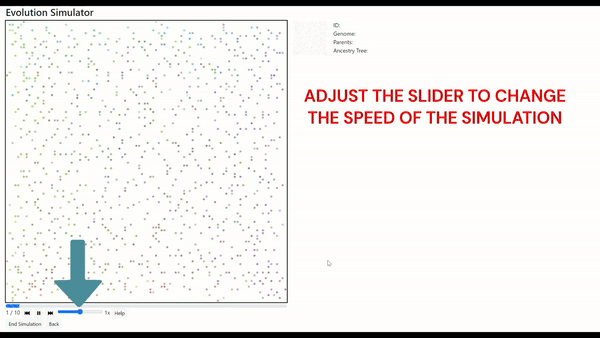 Evolution Simulator
ID:
Genome:
Parents:
Ancestry Tree:
ADJUST THE SLIDER TO CHANGE
THE SPEED OF THE SIMULATION
1 / 10
1x
Help
End Simulation
Back